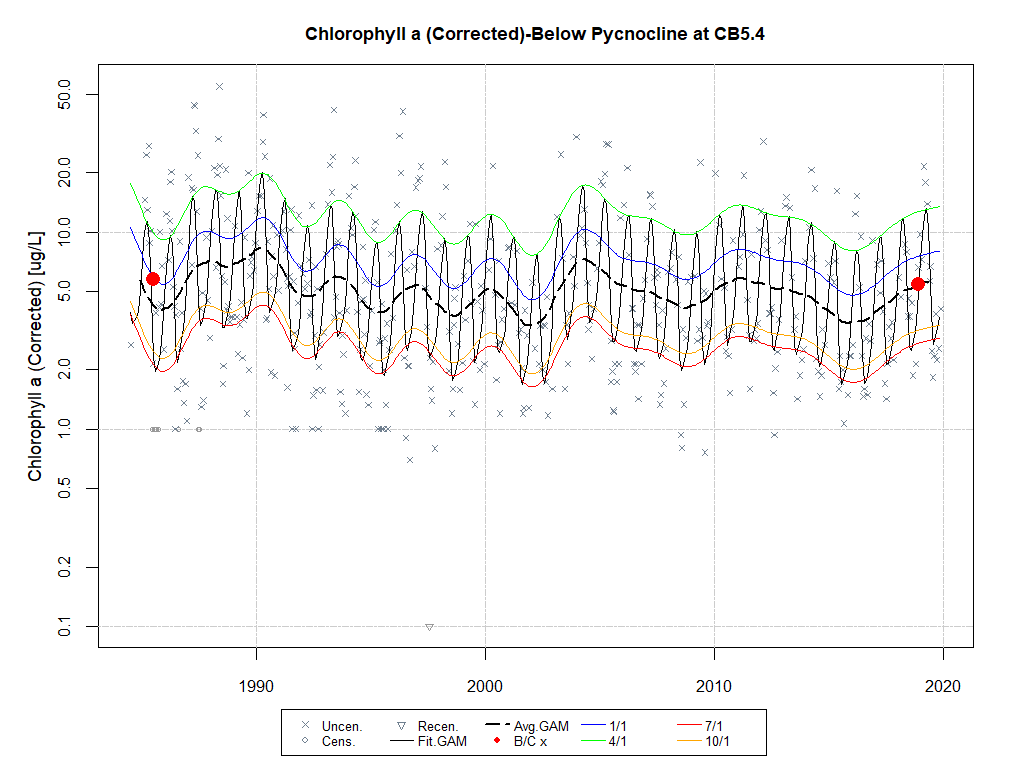 Chlorophyll a (Corrected)-Below Pycnocline at CB5.4
Chlorophyll a (Corrected) [ug/L]
50.0
20.0
10.0
5.0
2.0
1.0
0.5
0.2
0.1
1990 2000 2010 2020
Uncen. Recen. Avg.GAM 1/1 7/1
Cens. Fit.GAM B/C x 4/1 10/1